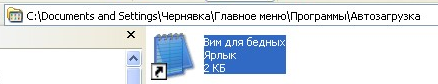 C:\Documents and Settings\Чернявка\Главное меню\Программы\Автозагрузка
Вим для бедных
Ярлык
2 КБ